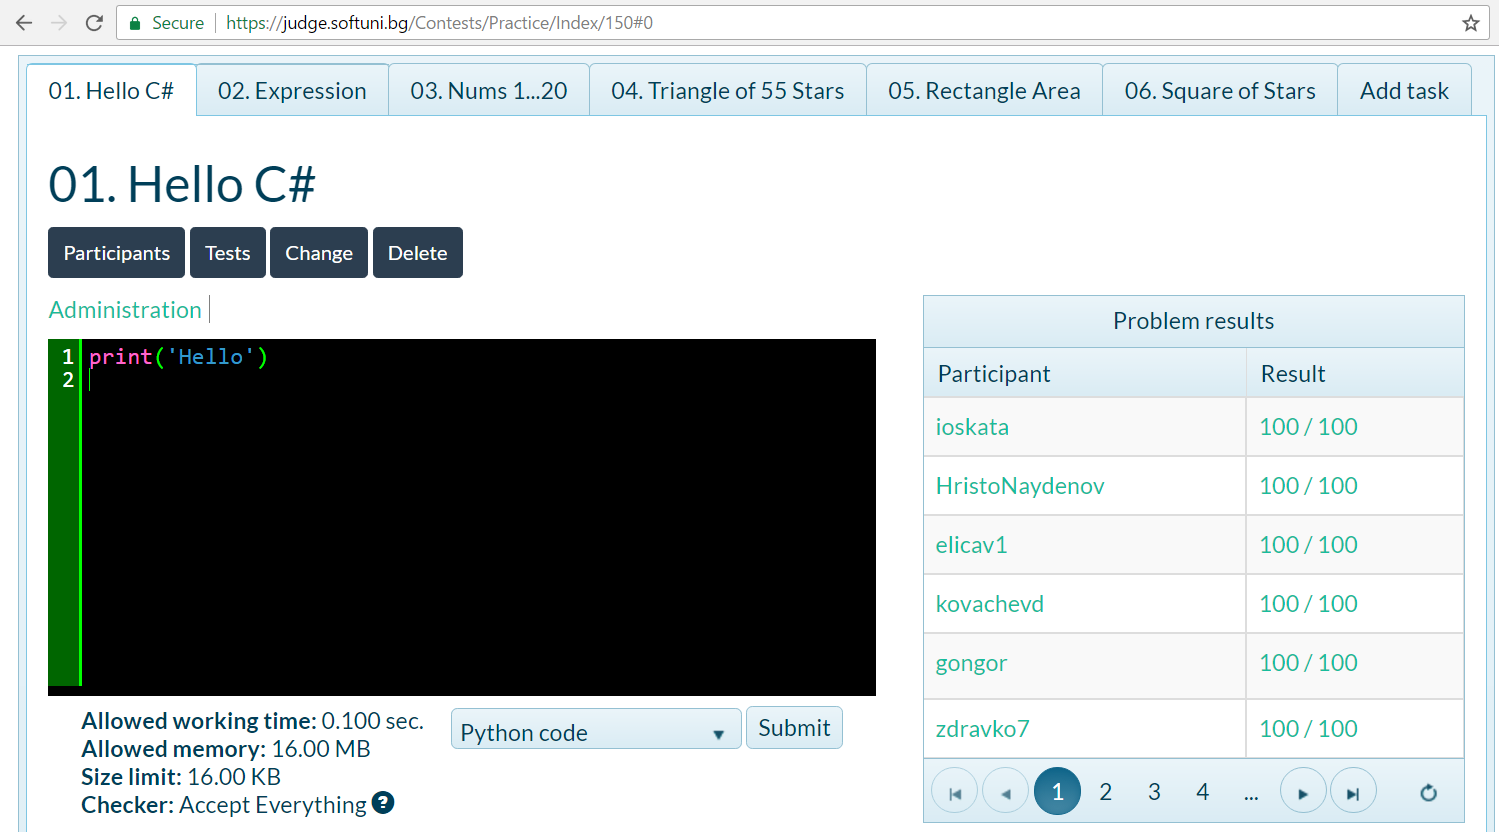 Secure https://judge.softuni.bg/Contests/Practice/Index/150#0
01. Hello C# 02. Expression 03. Nums 1...20 04. Triangle of 55 Stars 05. Rectangle Area 06. Square of Stars Add task
01. Hello C#
Participants Tests Change Delete
Administration
1 print('Hello')
2
Allowed working time: 0.100 sec.
Allowed memory: 16.00 MB
Size limit: 16.00 KB
Checker: Accept Everything ?
Python code Submit
Problem results
Participant Result
ioskata 100 / 100
HristoNaydenov 100 / 100
elicav1 100 / 100
kovachevd 100 / 100
gongor 100 / 100
zdravko7 100 / 100
1 2 3 4 ...